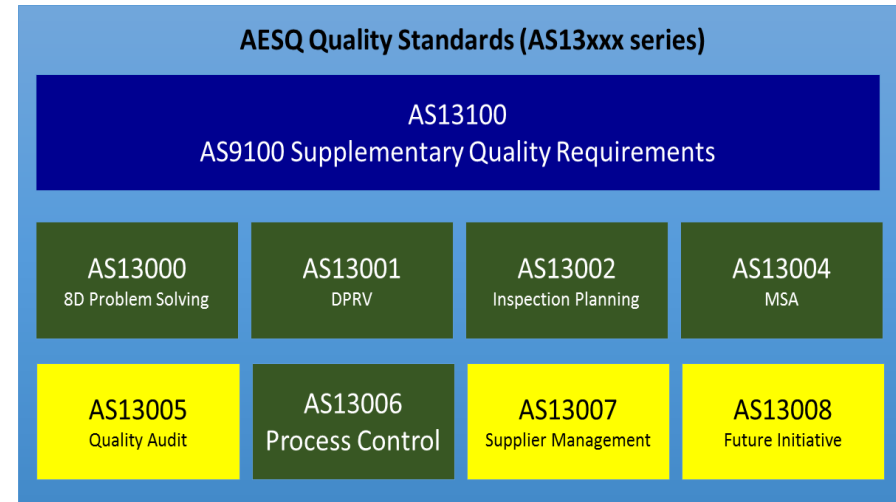 AESQ Quality Standards (AS13xxx series)
AS13100
AS9100 Supplementary Quality Requirements
AS13000
8D Problem Solving
AS13001
DPRV
AS13002
Inspection Planning
AS13004
MSA
AS13005
Quality Audit
AS13006
Process Control
AS13007
Supplier Management
AS13008
Future Initiative